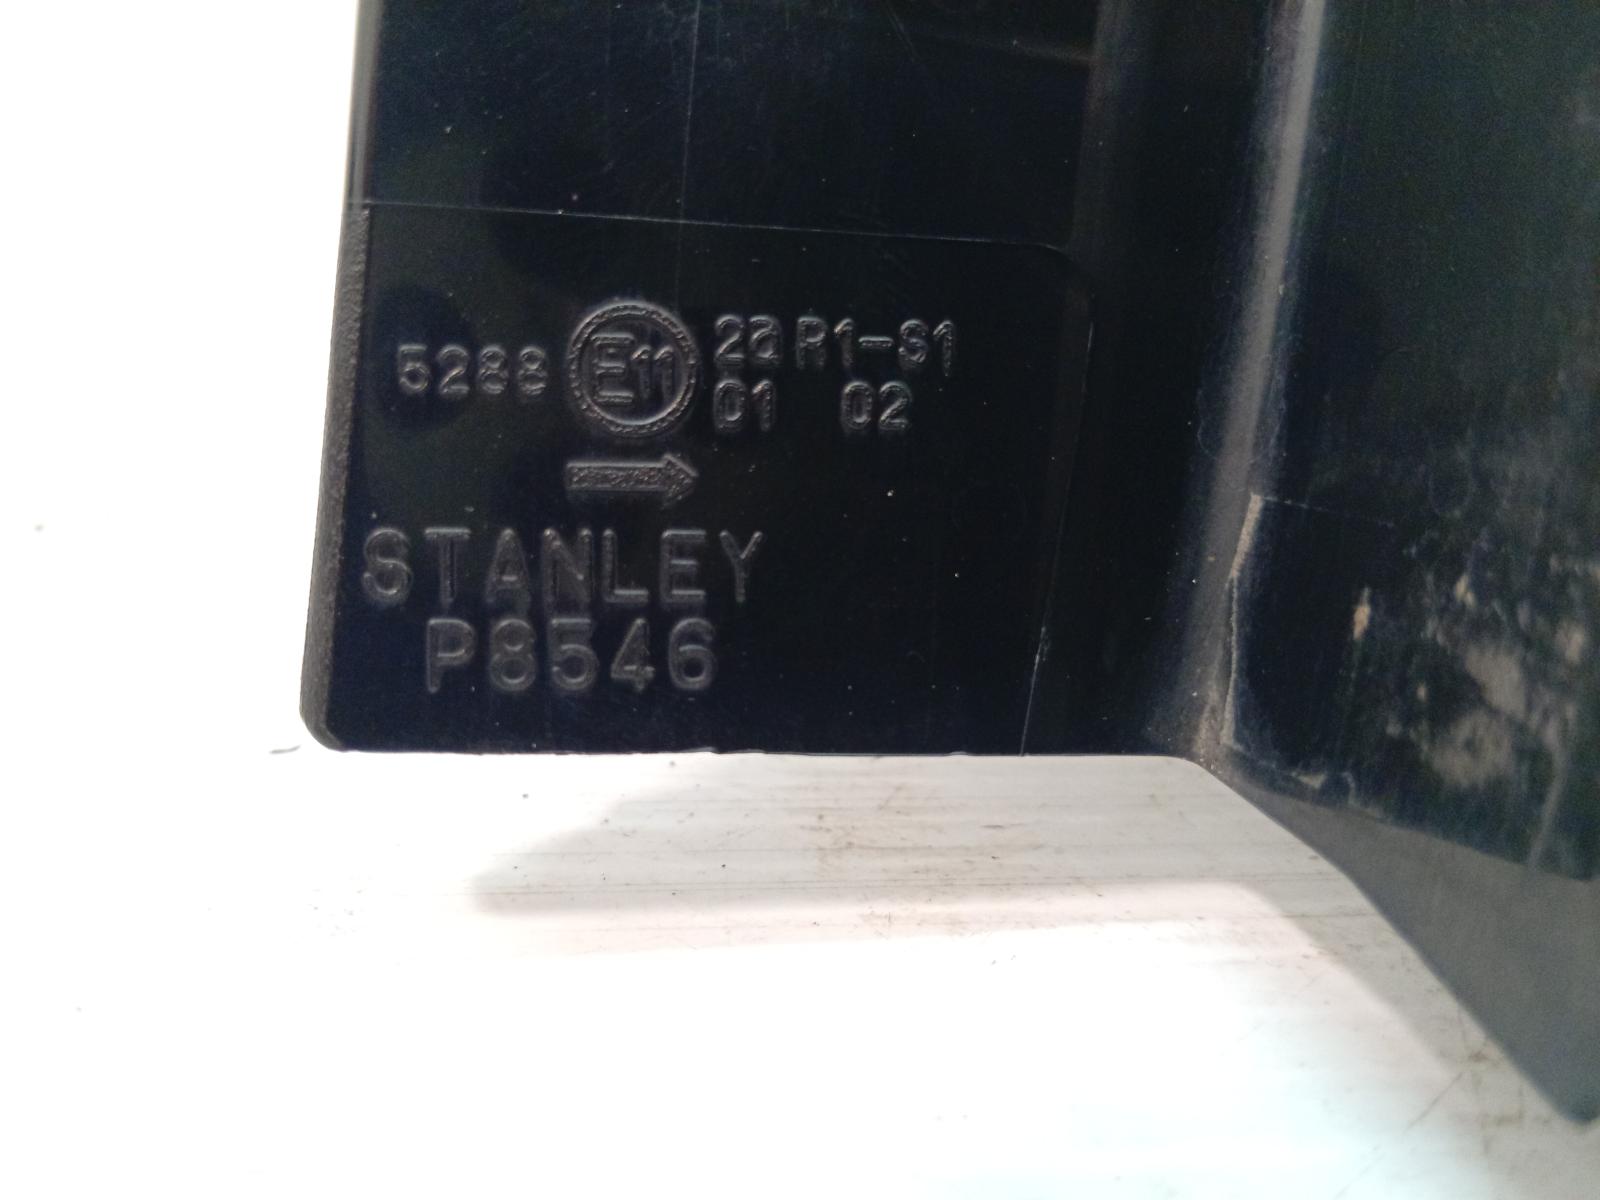 5288 E11 2a R1-S1
01 02
STANLEY
P8546